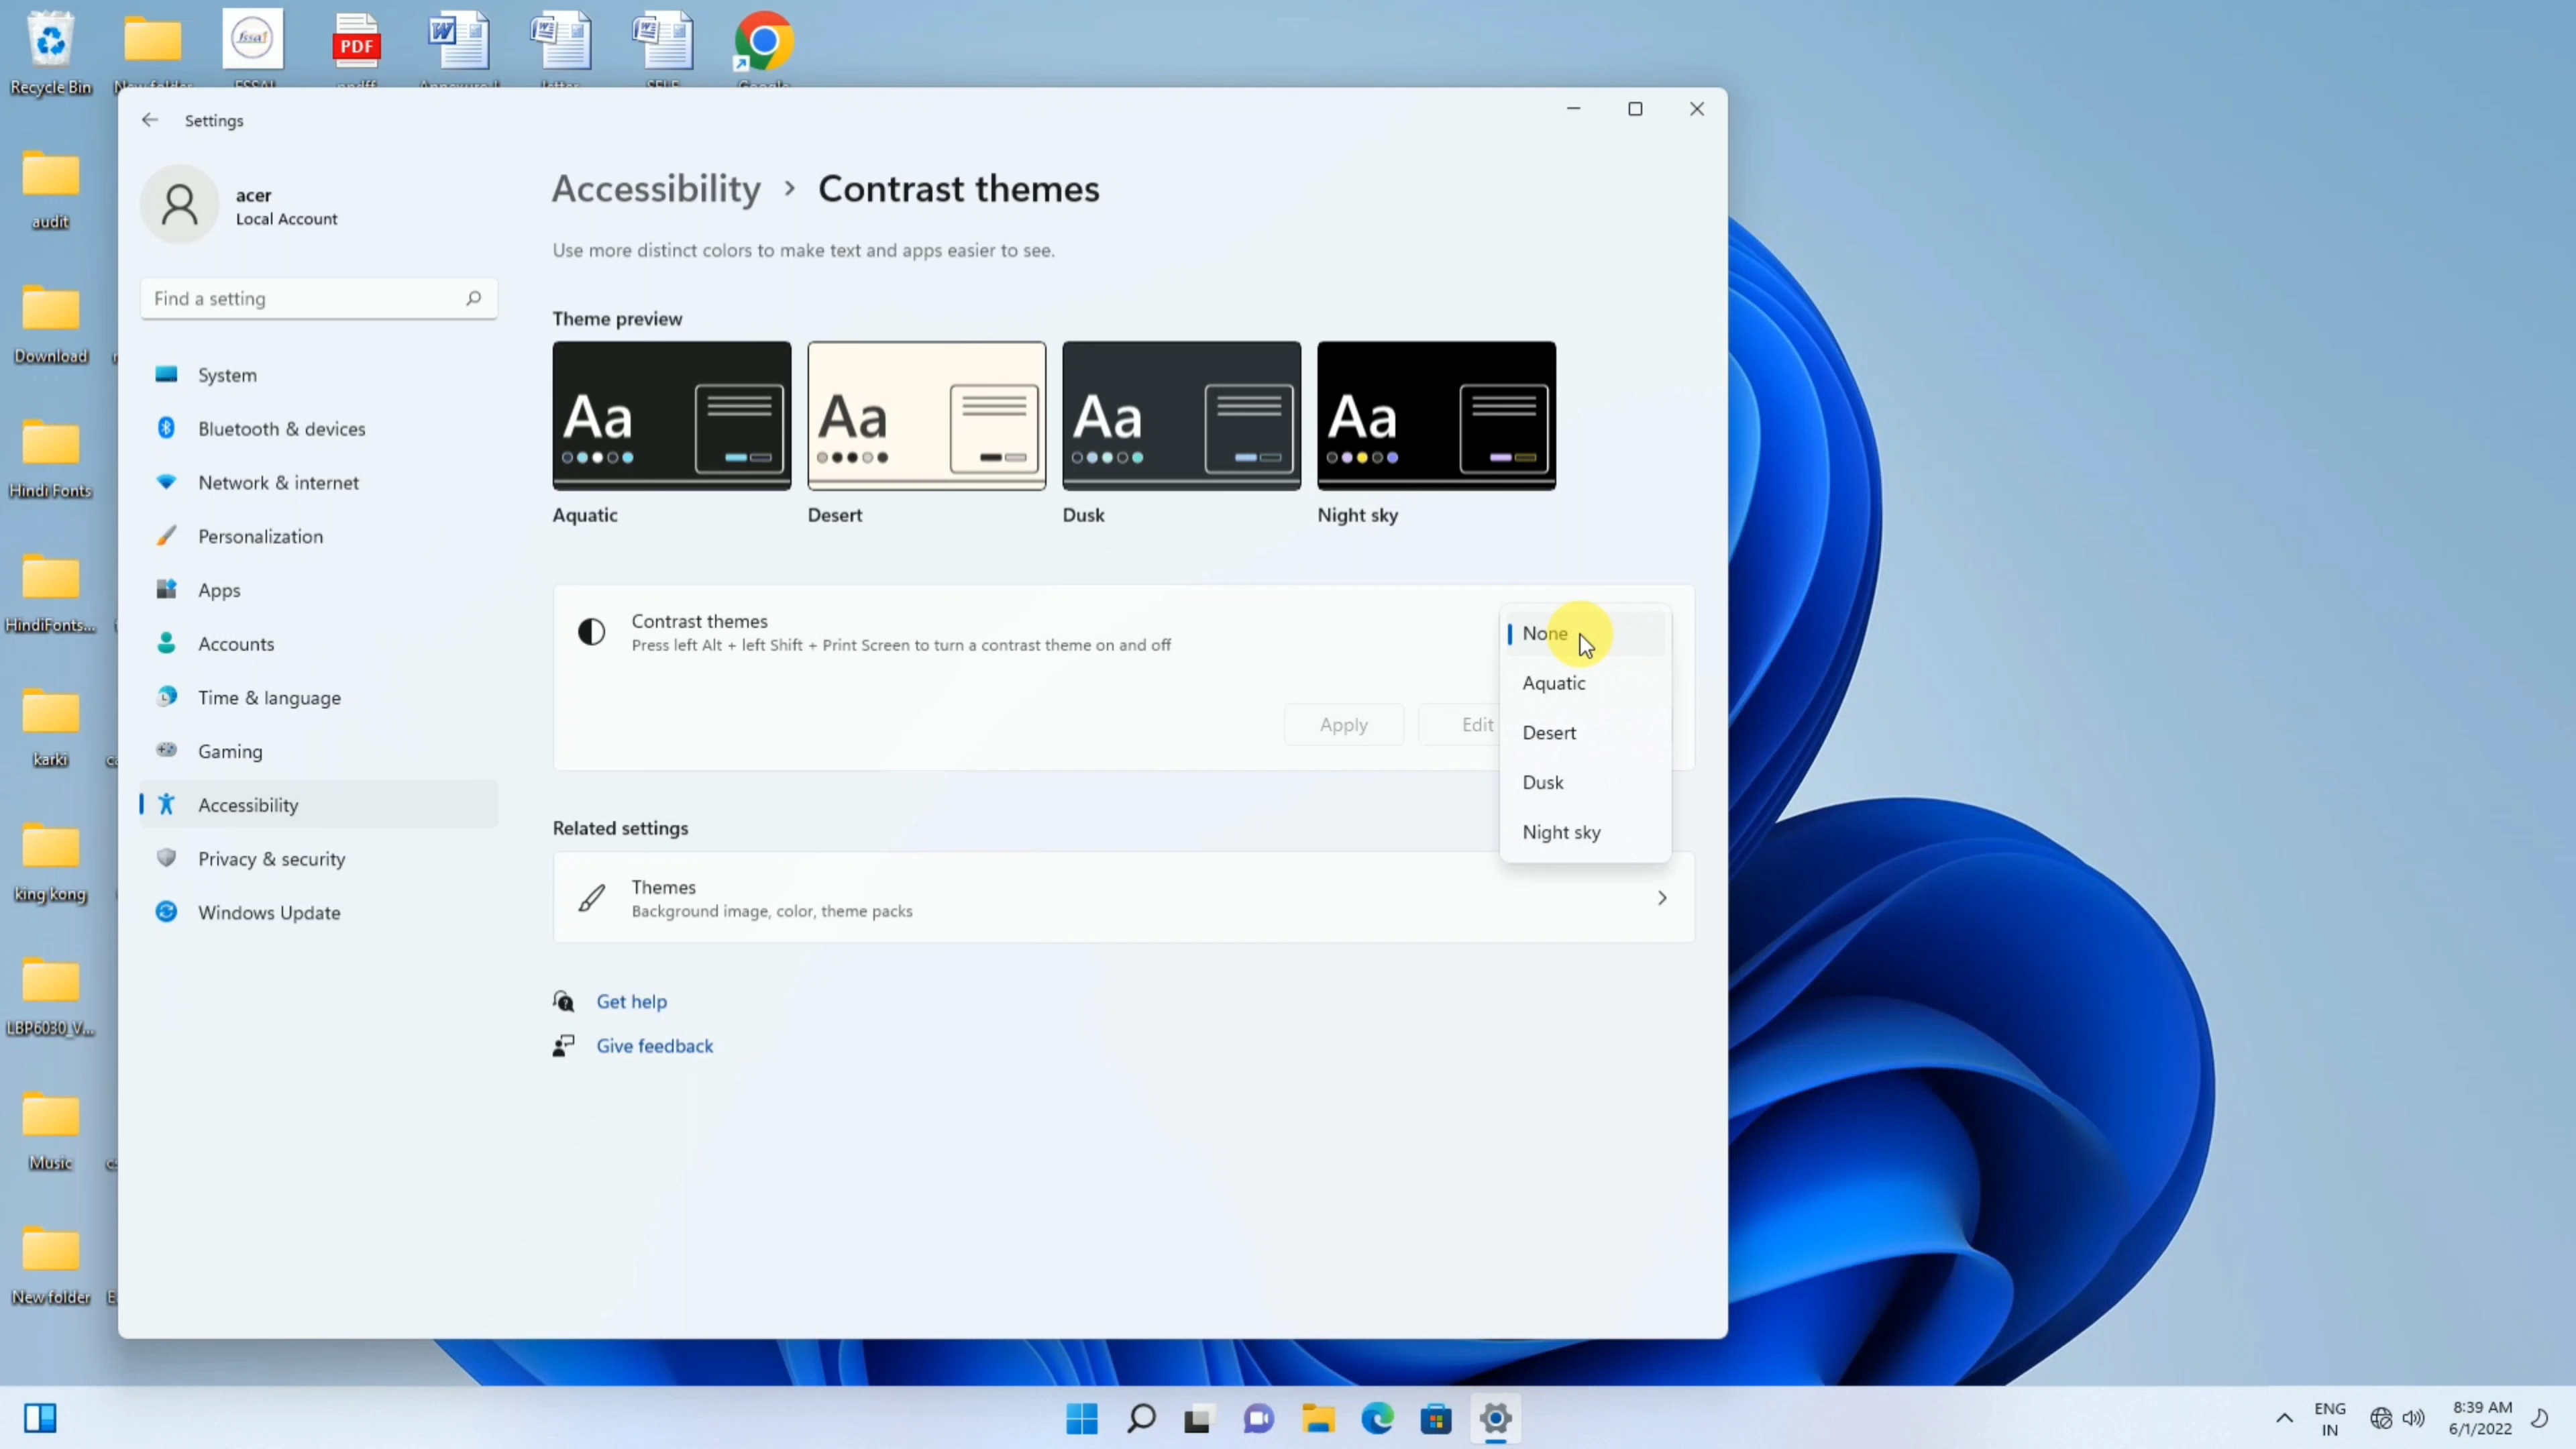 Recycle Bin
PDF
Settings
acer
Local Account
Find a setting
System
Bluetooth & devices
Network & internet
Personalization
Apps
Accounts
Time & language
Gaming
Accessibility
Privacy & security
Windows Update
Accessibility > Contrast themes
Use more distinct colors to make text and apps easier to see.
Theme preview
Aa
Aa
Aa
Aa
Aquatic
Desert
Dusk
Night sky
Contrast themes
Press left Alt + left Shift + Print Screen to turn a contrast theme on and off
Apply
Edit
None
Aquatic
Desert
Dusk
Night sky
Related settings
Themes
Background image, color, theme packs
Get help
Give feedback
audit
Download
Hindi Fonts
HindiFonts...
karki
king kong
LBP6030_V...
Music
New folder
ENG
IN
8:39 AM
6/1/2022